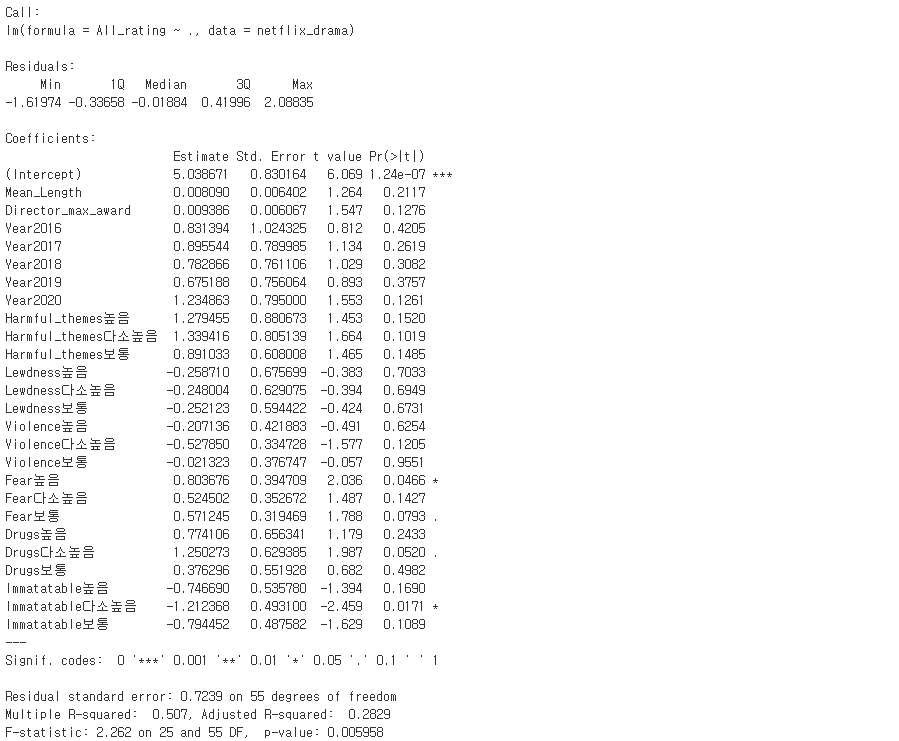 Call:
lm(formula = All_rating ~ ., data = netflix_drama)
Residuals:
Min 1Q Median 3Q Max
-1.61974 -0.33658 -0.01884 0.41996 2.08835
Coefficients:
Estimate Std. Error t value Pr(>|t|)
(Intercept) 5.038671 0.830164 6.069 1.24e-07 ***
Mean_Length 0.008090 0.006402 1.264 0.2117
Director_max_award 0.009386 0.006067 1.547 0.1276
Year2016 0.831394 1.024325 0.812 0.4205
Year2017 0.895544 0.789985 1.134 0.2619
Year2018 0.782866 0.761106 1.029 0.3082
Year2019 0.675188 0.756064 0.893 0.3757
Year2020 1.234863 0.795000 1.553 0.1261
Harmful_themes높음 1.279455 0.880673 1.453 0.1520
Harmful_themes다소높음 1.339416 0.805139 1.664 0.1019
Harmful_themes보통 0.891033 0.608008 1.465 0.1485
Lewdness높음 -0.258710 0.675699 -0.383 0.7033
Lewdness다소높음 -0.248004 0.629075 -0.394 0.6949
Lewdness보통 -0.252123 0.594422 -0.424 0.6731
Violence높음 -0.207136 0.421883 -0.491 0.6254
Violence다소높음 -0.527850 0.334728 -1.577 0.1205
Violence보통 -0.021323 0.376747 -0.057 0.9551
Fear높음 0.803676 0.394709 2.036 0.0466 *
Fear다소높음 0.524502 0.352672 1.487 0.1427
Fear보통 0.571245 0.319469 1.788 0.0793 .
Drugs높음 0.774106 0.656341 1.179 0.2433
Drugs다소높음 1.250273 0.629385 1.987 0.0520 .
Drugs보통 0.376296 0.551928 0.682 0.4982
Immatatable높음 -0.746690 0.535780 -1.394 0.1690
Immatatable다소높음 -1.212368 0.493100 -2.459 0.0171 *
Immatatable보통 -0.794452 0.487582 -1.629 0.1089
---
Signif. codes: 0 '***' 0.001 '**' 0.01 '*' 0.05 '.' 0.1 ' ' 1
Residual standard error: 0.7239 on 55 degrees of freedom
Multiple R-squared: 0.507, Adjusted R-squared: 0.2829
F-statistic: 2.262 on 25 and 55 DF, p-value: 0.005958